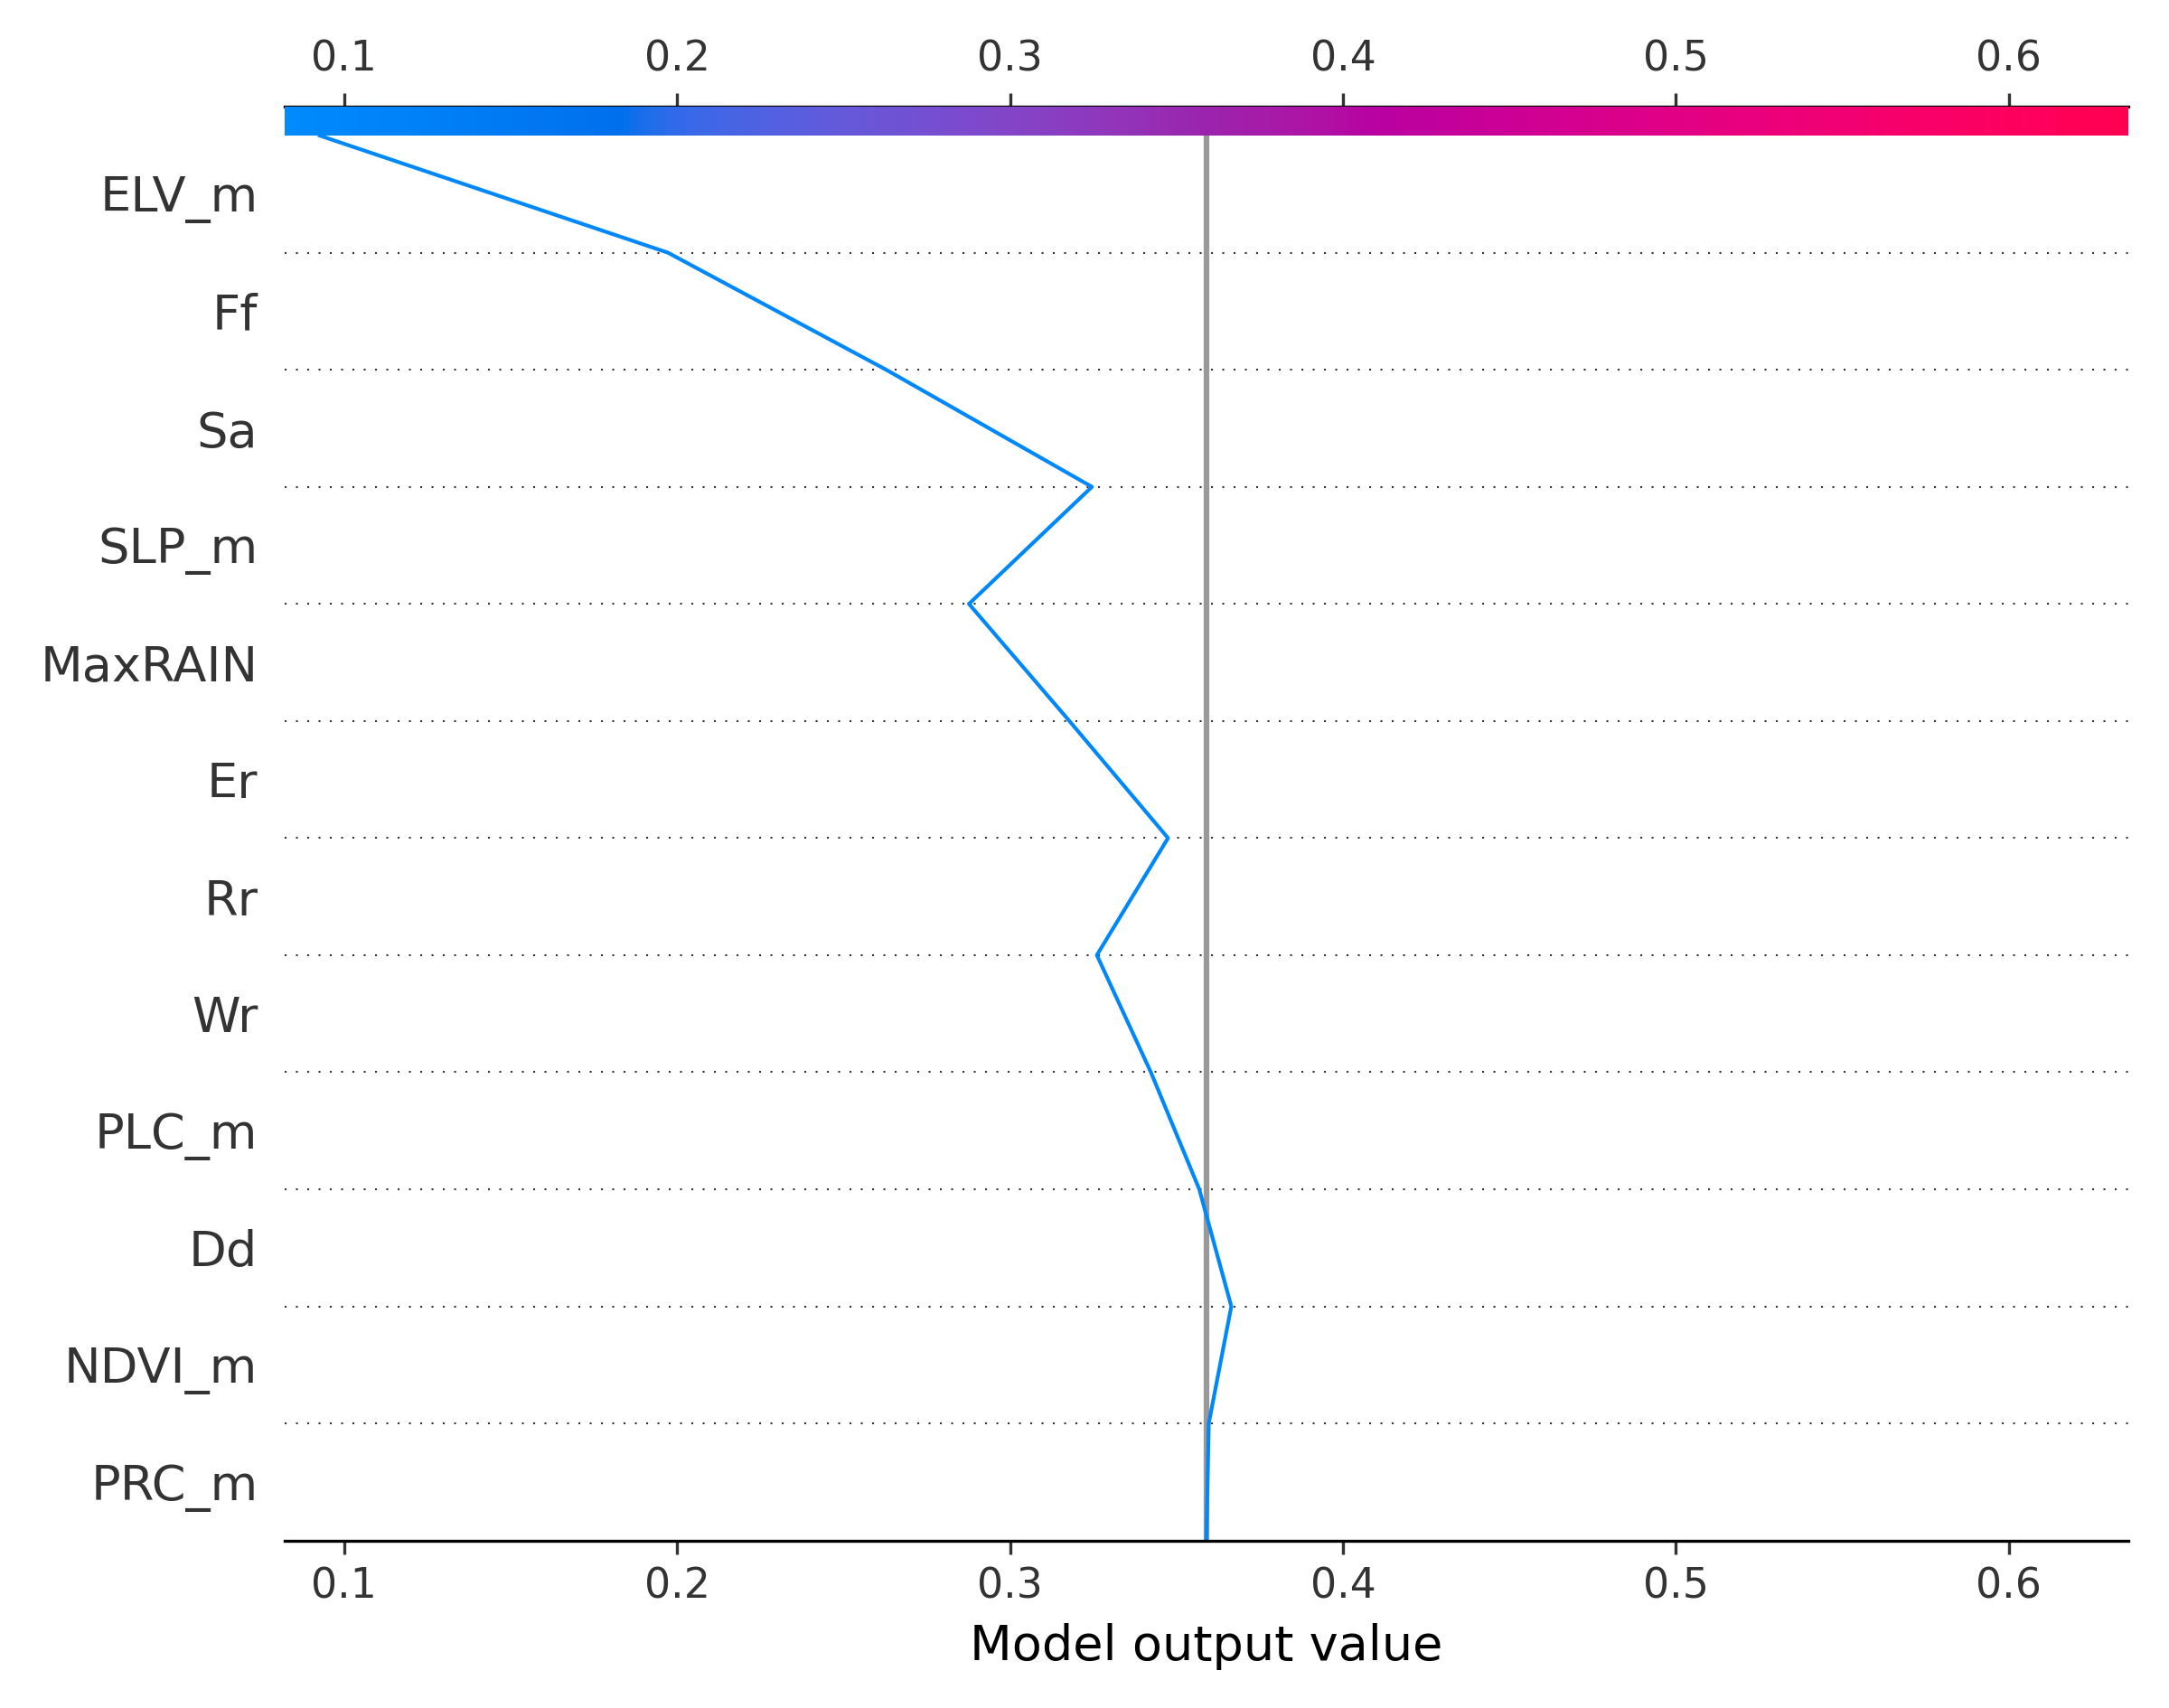 0.1 0.2 0.3 0.4 0.5 0.6
ELV_m
Ff
Sa
SLP_m
MaxRAIN
Er
Rr
Wr
PLC_m
Dd
NDVI_m
PRC_m
0.1 0.2 0.3 0.4 0.5 0.6
Model output value